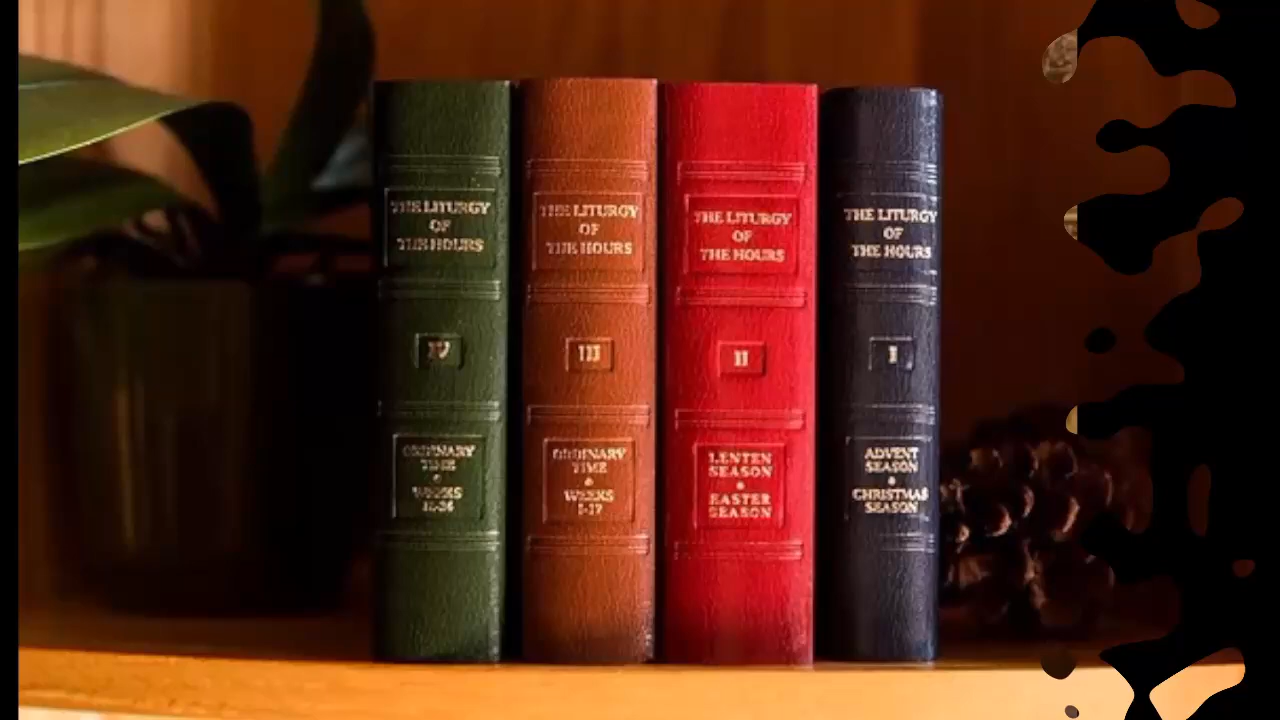 THE LITURGY
OF
THE HOURS
IV
ORDINARY
TIME
WEEKS
THE LITURGY
OF
THE HOURS
III
ORDINARY
TIME
WEEKS
1-17
THE LITURGY
OF
THE HOURS
II
LENTEN
SEASON
EASTER
SEASON
THE LITURGY
OF
THE HOURS
I
ADVENT
SEASON
CHRISTMAS
SEASON